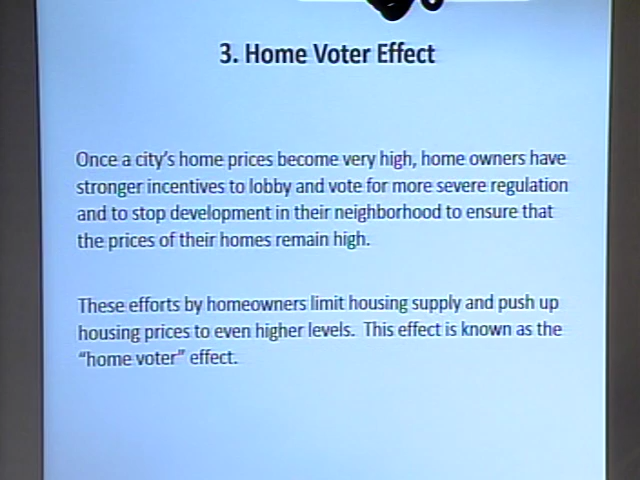 3. Home Voter Effect
Once a city's home prices become very high, home owners have
stronger incentives to lobby and vote for more severe regulation
and to stop development in their neighborhood to ensure that
the prices of their homes remain high.
These efforts by homeowners limit housing supply and push up
housing prices to even higher levels.  This effect is known as the
“home voter” effect.